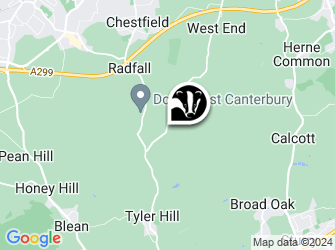 Chestfield
West End
Herne
Common
A299
Radfall
Canterbury
Calcott
Pean Hill
Honey Hill
Broad Oak
Blean
Tyler Hill
Google
Map data ©2024